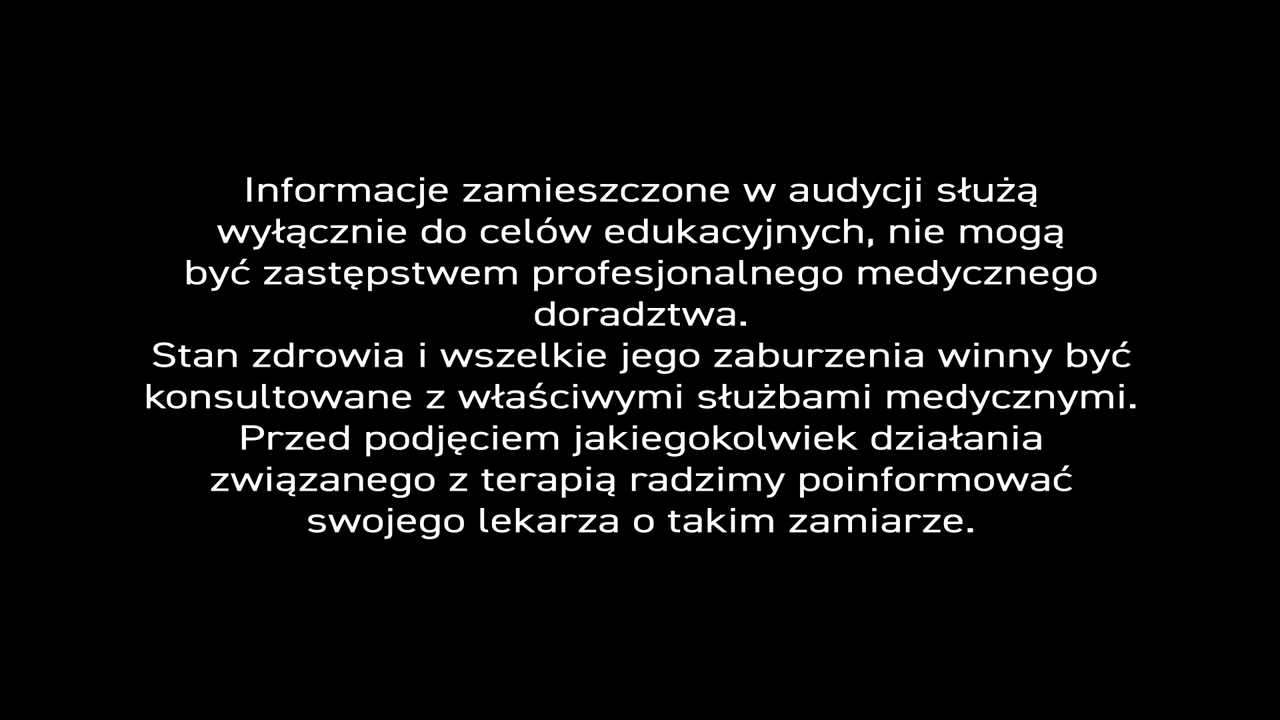 Informacje zamieszczone w audycji służą
wyłącznie do celów edukacyjnych, nie mogą
być zastępstwem profesjonalnego medycznego
doradztwa.
Stan zdrowia i wszelkie jego zaburzenia winny być
konsultowane z właściwymi służbami medycznymi.
Przed podjęciem jakiegokolwiek działania
związanego z terapią radzimy poinformować
swojego lekarza o takim zamiarze.